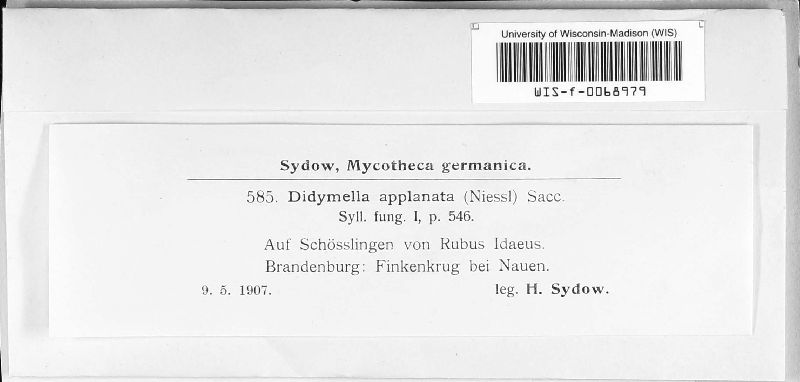 University of Wisconsin-Madison (WIS)
WIS-f-0068979
Sydow, Mycotheca germanica.
585. Didymella applanata (Niessl) Sacc.
Syll. fung. I, p. 546.
Auf Schösslingen von Rubus Idaeus.
Brandenburg: Finkenkrug bei Nauen.
9. 5. 1907. leg. H. Sydow.